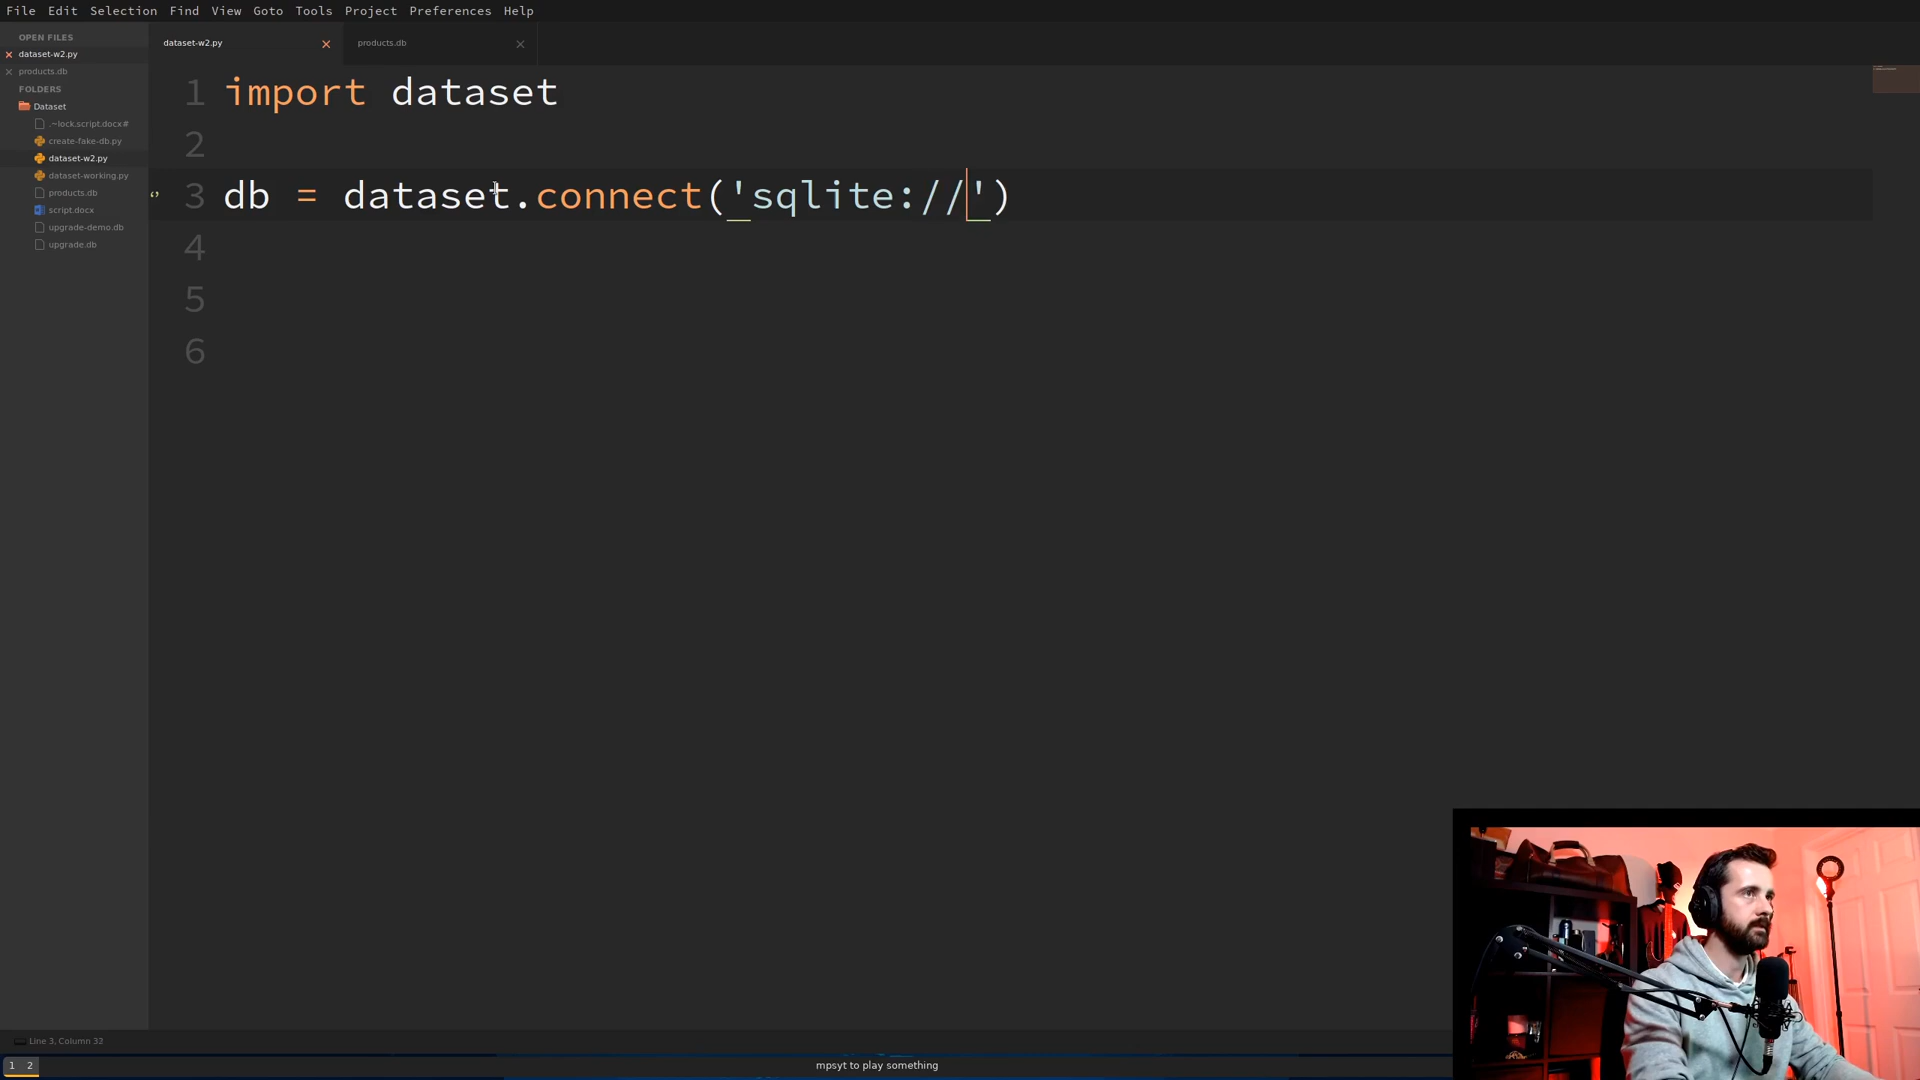 File Edit Selection Find View Goto Tools Project Preferences Help
OPEN FILES
dataset-w2.py
products.db
FOLDERS
Dataset
.~lock.script.docx#
create-fake-db.py
dataset-w2.py
dataset-working.py
products.db
script.docx
upgrade-demo.db
upgrade.db
dataset-w2.py products.db
1 import dataset
2
3 db = dataset.connect('sqlite://')
4
5
6
Line 3, Column 32
1 2 mpsyt to play something